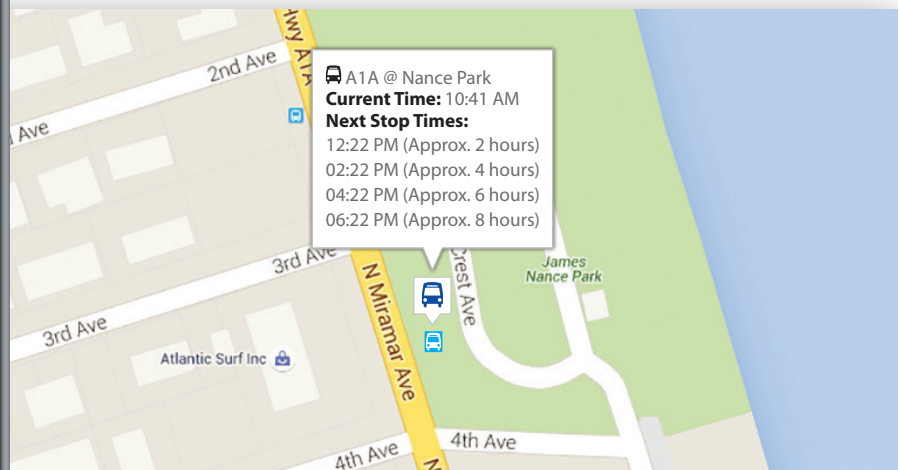 Hwy A1A
2nd Ave
Ave
A1A @ Nance Park
Current Time: 10:41 AM
Next Stop Times:
12:22 PM (Approx. 2 hours)
02:22 PM (Approx. 4 hours)
04:22 PM (Approx. 6 hours)
06:22 PM (Approx. 8 hours)
3rd Ave
3rd Ave
N Miramar Ave
Crest Ave
James
Nance Park
Atlantic Surf Inc
4th Ave
4th Ave
N